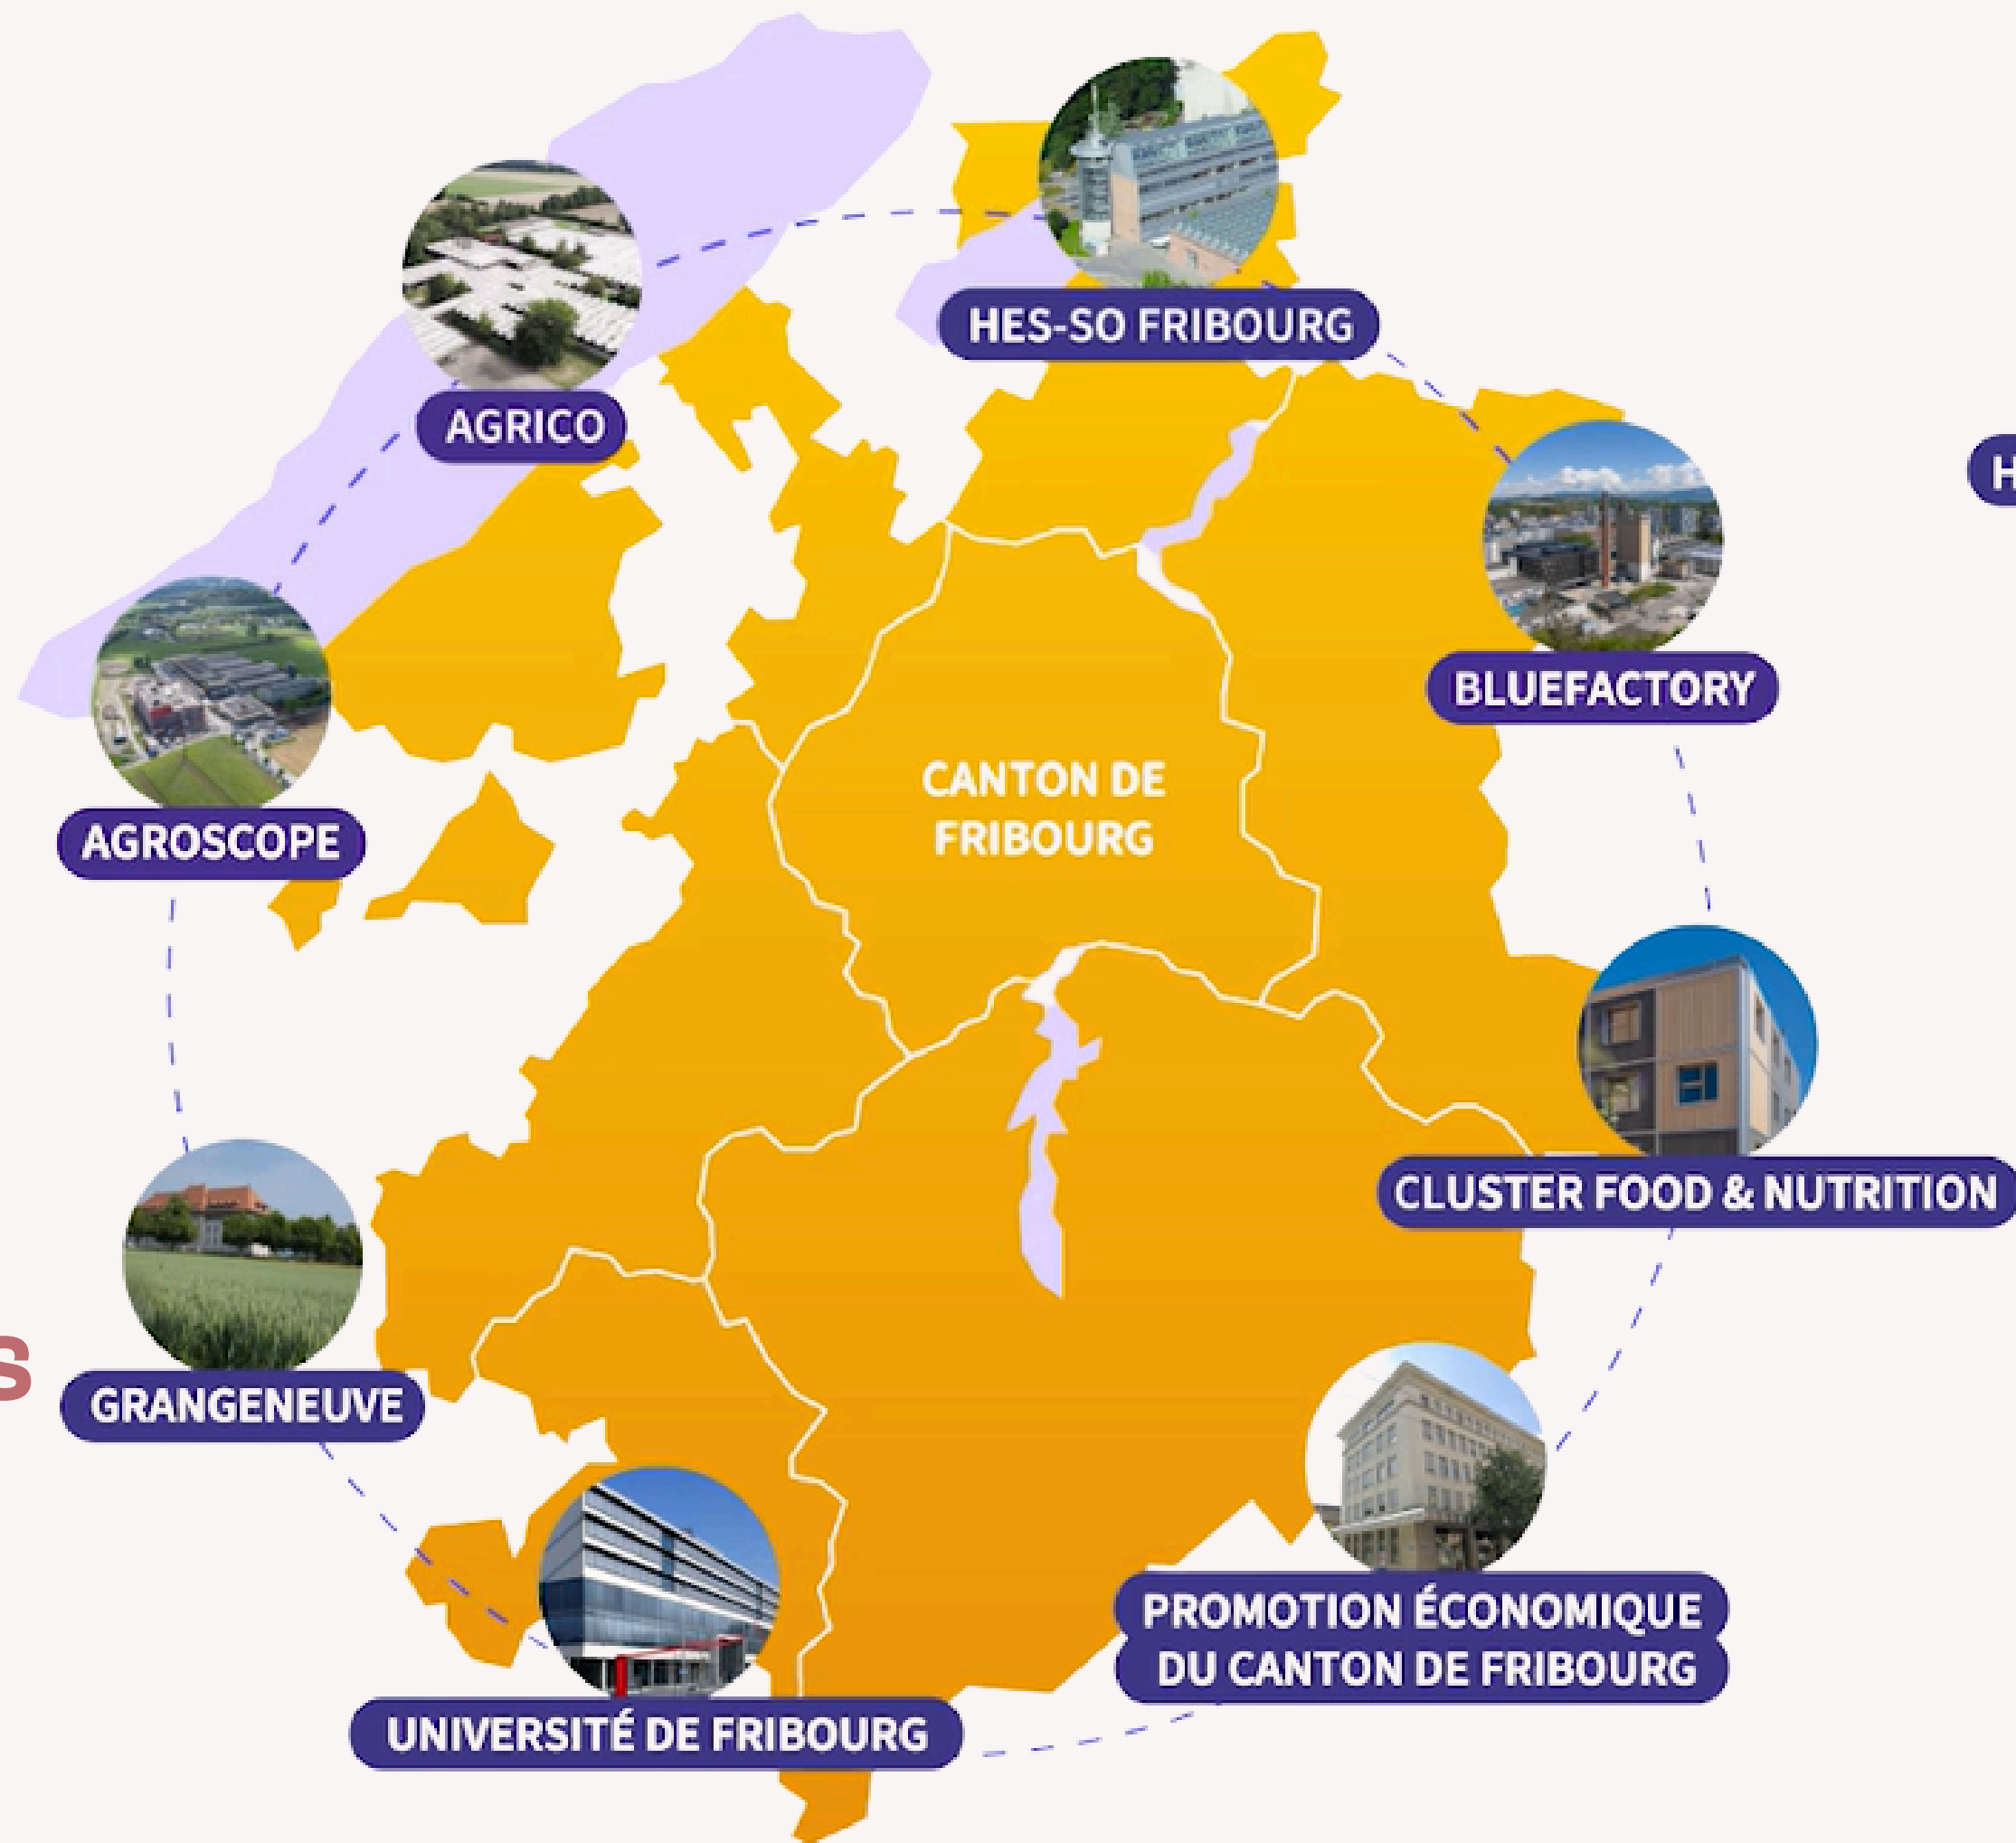 HES-SO FRIBOURG
AGRICO
H
BLUEFACTORY
CANTON DE
FRIBOURG
AGROSCOPE
CLUSTER FOOD & NUTRITION
s
GRANGENEUVE
PROMOTION ÉCONOMIQUE
DU CANTON DE FRIBOURG
UNIVERSITÉ DE FRIBOURG